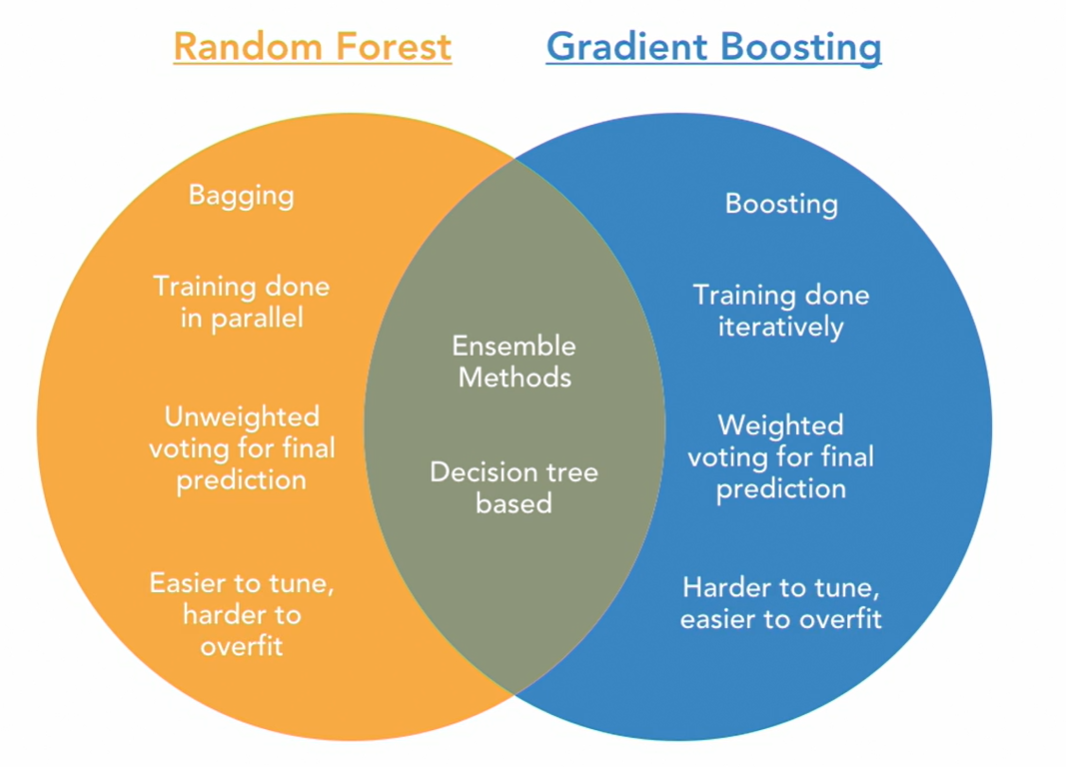 Random Forest
Gradient Boosting
Bagging
Training done
in parallel
Unweighted
voting for final
prediction
Easier to tune,
harder to
overfit
Ensemble
Methods
Decision tree
based
Boosting
Training done
iteratively
Weighted
voting for final
prediction
Harder to tune,
easier to overfit